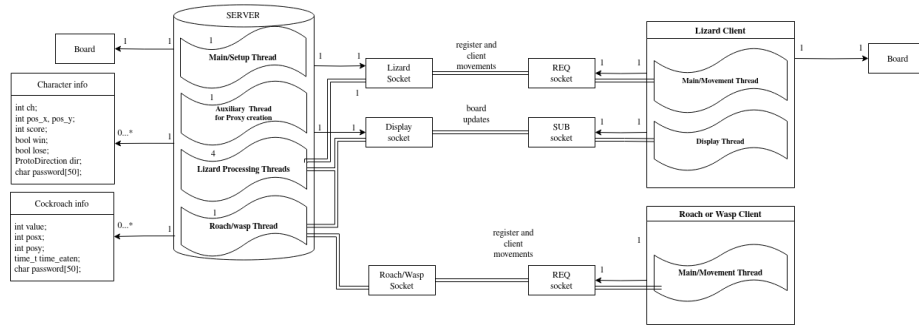 SERVER
1
1
Board
1
Main/Setup Thread
Character info
int ch;
int pos_x, pos_y;
int score;
bool win;
bool lose;
ProtoDirection dir;
char password[50];
0...*
1
1
Auxiliary Thread
for Proxy creation
4
Lizard Processing Threads
Cockroach info
int value;
int posx;
int posy;
time_t time_eaten;
char password[50];
0...*
1
1
Roach/wasp Thread
1
1
Lizard
Socket
1
1
1
Display
socket
Roach/Wasp
Socket
register and
client
movements
board
updates
register and
client
movements
REQ
socket
1
SUB
socket
1
REQ
socket
1
1
Lizard Client
Main/Movement Thread
Display Thread
1
1
Board
Roach or Wasp Client
Main/Movement Thread